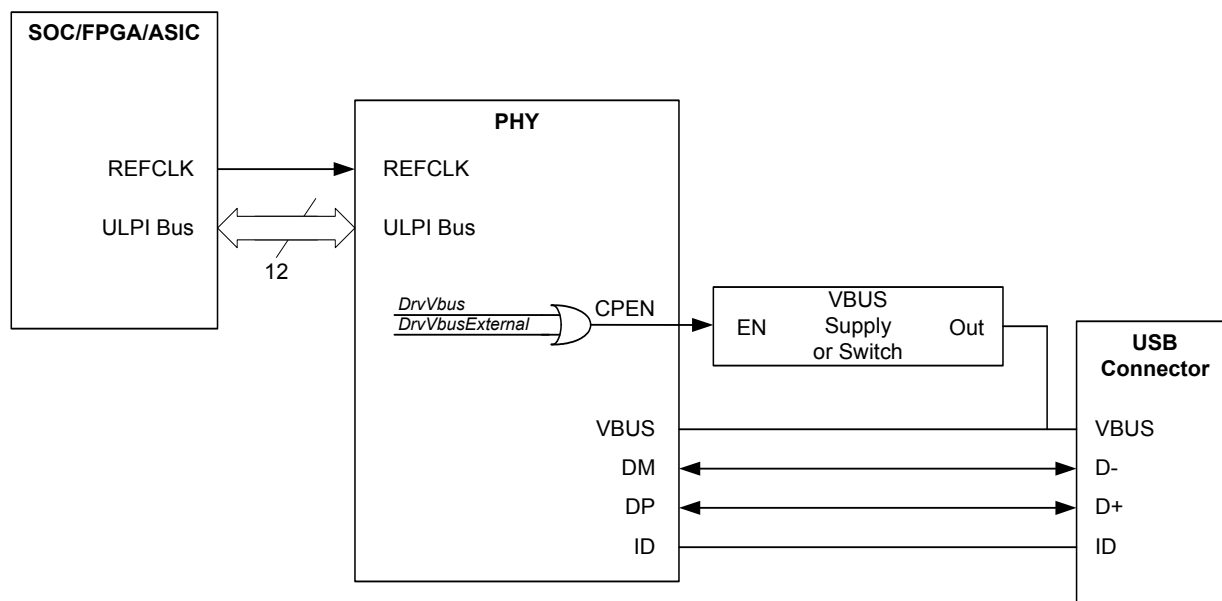 SOC/FPGA/ASIC
REFCLK
ULPI Bus
12
PHY
REFCLK
ULPI Bus
DrvVbus
DrvVbusExternal
CPEN
VBUS
DM
DP
ID
EN
VBUS
Supply
or Switch
Out
USB
Connector
VBUS
D-
D+
ID